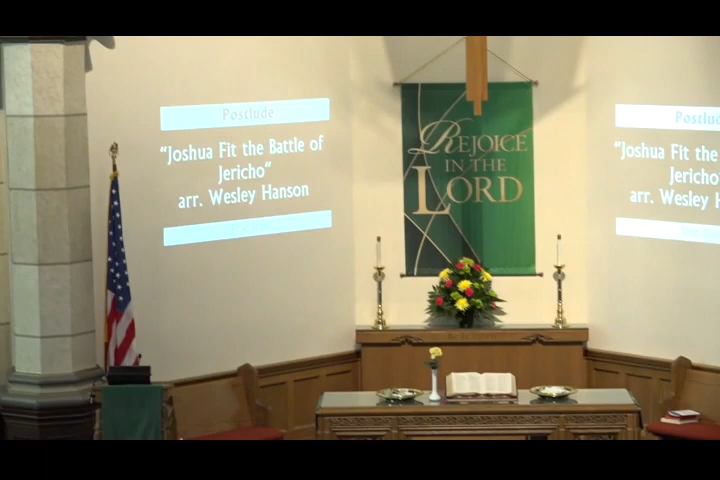 Postlude
“Joshua Fit the Battle of
Jericho”
arr. Wesley Hanson
REJOICE
IN THE
LORD
Postlud
“Joshua Fit the
Jericho”
arr. Wesley H